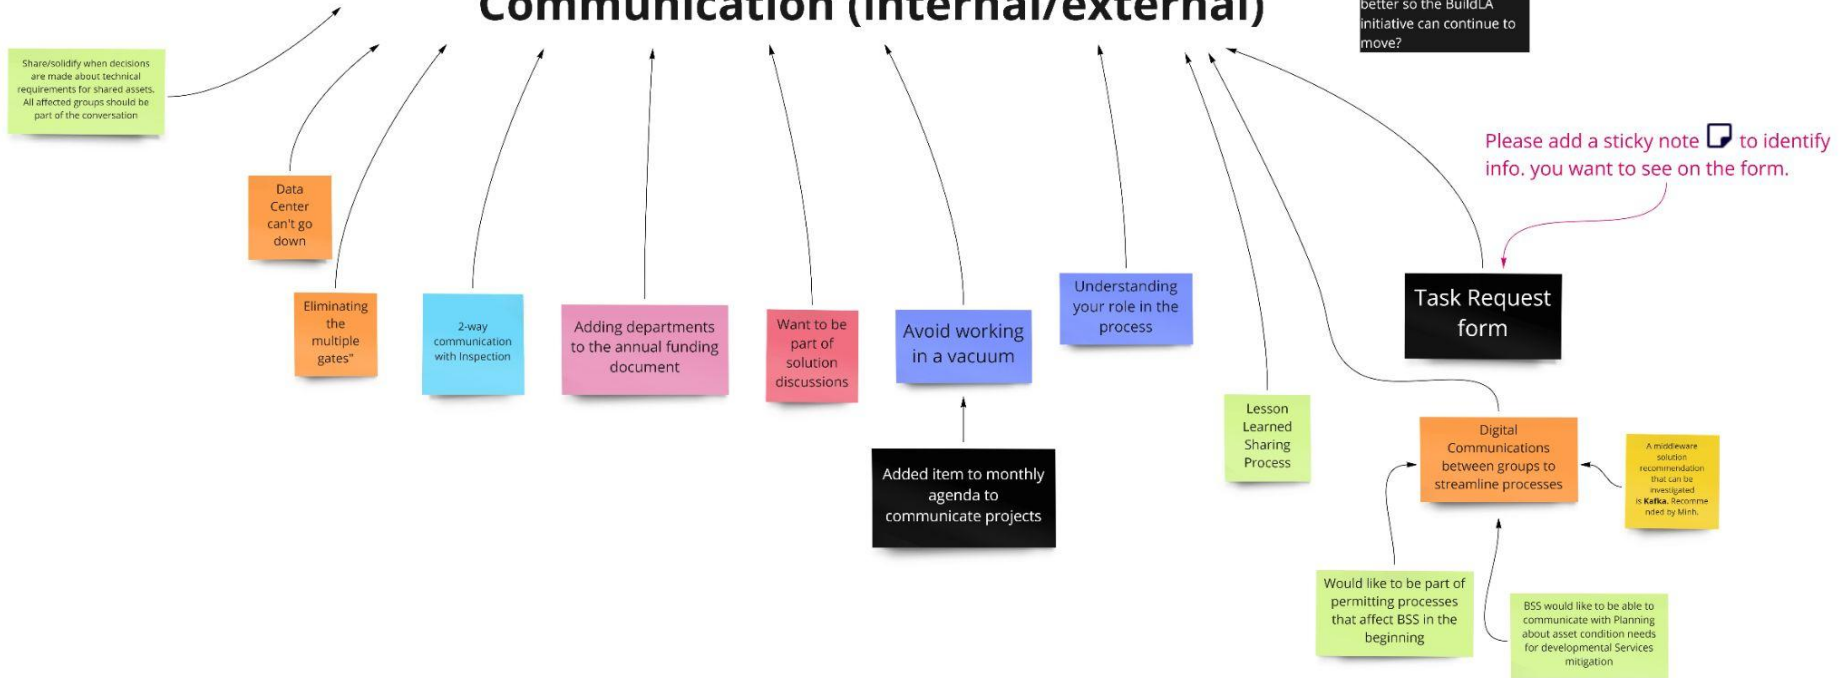 Communication (internal/external)
better so the BuildLA
initiative can continue to
move?
Share/solidify when decisions
are made about technical
requirements for shared assets.
All affected groups should be
part of the conversation
Please add a sticky note to identify
info. you want to see on the form.
Data
Center
can't go
down
Eliminating
the
multiple
gates"
2-way
communication
with Inspection
Adding departments
to the annual funding
document
Want to be
part of
solution
discussions
Avoid working
in a vacuum
Understanding
your role in the
process
Task Request
form
Added item to monthly
agenda to
communicate projects
Lesson
Learned
Sharing
Process
Digital
Communications
between groups to
streamline processes
A middleware
solution
recommendation
that can be
investigated
is Kafka. Recomme
nded by Minh.
Would like to be part of
permitting processes
that affect BSS in the
beginning
BSS would like to be able to
communicate with Planning
about asset condition needs
for developmental Services
mitigation